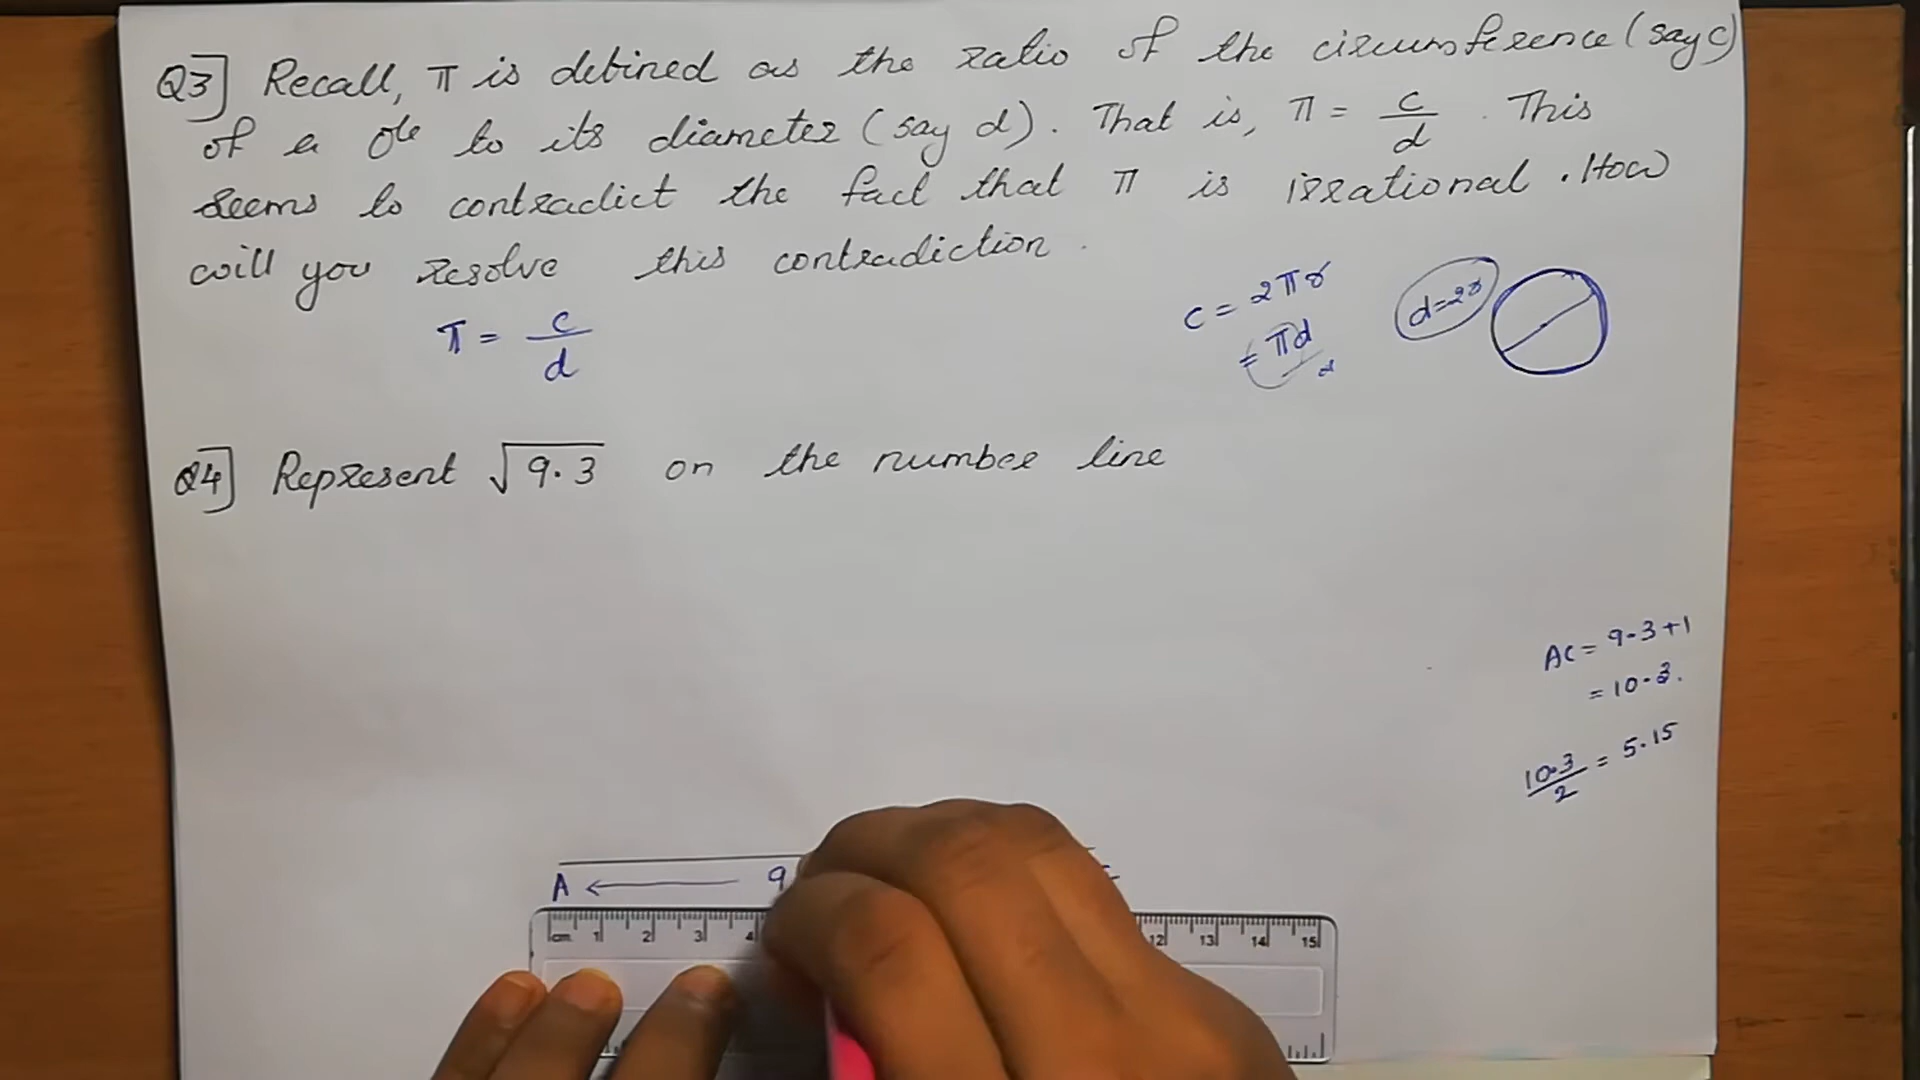 Q3] Recall, π is defined as the ratio of the circumference (say c)
of a Ole to its diameter (say d). That is, π = c/d. This
seems to contradict the fact that π is irrational. How
will you resolve this contradiction.
π = c/d
c = 2πr
= πd
d=2r
Q4] Represent √9.3 on the number line
AC = 9.3+1
= 10.3.
10.3/2 = 5.15
A ← 9
cm 1 2 3 4 12 13 14 15